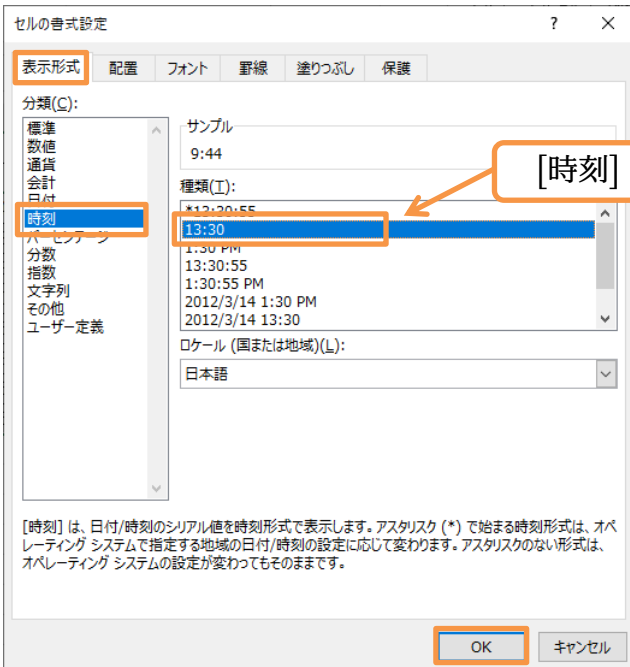 セルの書式設定
?
×
表示形式 配置 フォント 罫線 塗りつぶし 保護
分類(C):
標準
数値
通貨
会計
日付
時刻
パーセンテージ
分数
指数
文字列
その他
ユーザー定義
サンプル
9:44
[時刻]
種類(T):
*13:30:55
13:30
1:30 PM
13:30:55
1:30:55 PM
2012/3/14 1:30 PM
2012/3/14 13:30
ロケール (国または地域)(L):
日本語
[時刻] は、日付/時刻のシリアル値を時刻形式で表示します。アスタリスク (*) で始まる時刻形式は、オペ
レーティング システムで指定する地域の日付/時刻の設定に応じて変わります。アスタリスクのない形式は、
オペレーティング システムの設定が変わってもそのままです。
OK キャンセル